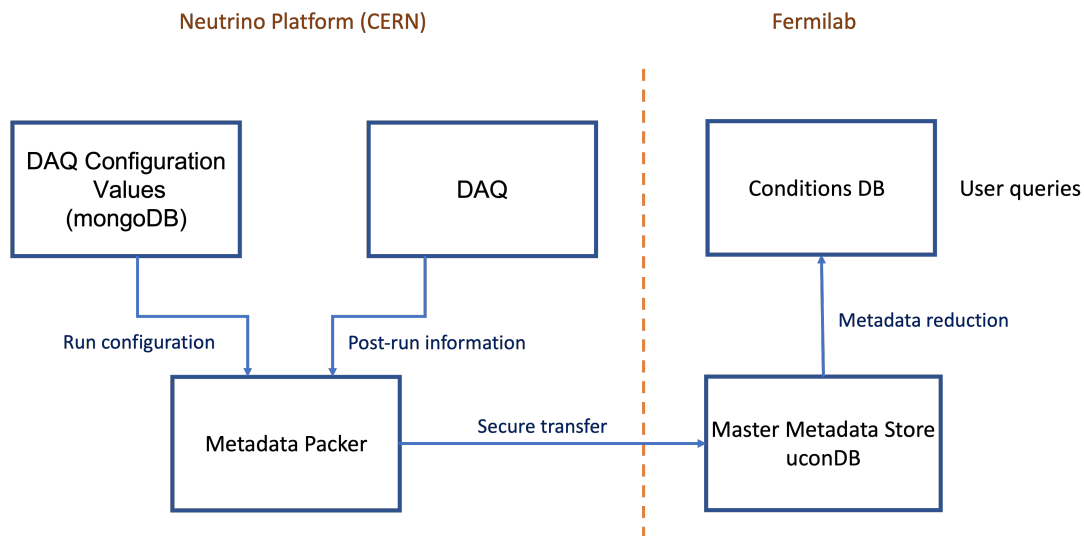 Neutrino Platform (CERN)
Fermilab
DAQ Configuration
Values
(mongoDB)
DAQ
Conditions DB
User queries
Run configuration
Post-run information
Metadata reduction
Metadata Packer
Secure transfer
Master Metadata Store
uconDB